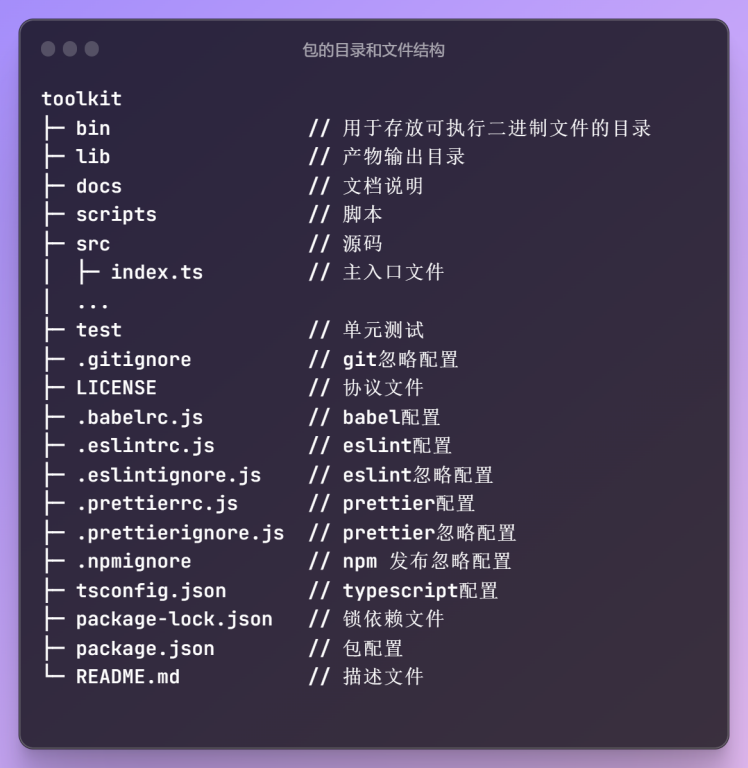 包的目录和文件结构
toolkit
├─ bin // 用于存放可执行二进制文件的目录
├─ lib // 产物输出目录
├─ docs // 文档说明
├─ scripts // 脚本
├─ src // 源码
│  ├─ index.ts // 主入口文件
│  ...
├─ test // 单元测试
├─ .gitignore // git忽略配置
├─ LICENSE // 协议文件
├─ .babelrc.js // babel配置
├─ .eslintrc.js // eslint配置
├─ .eslintignore.js // eslint忽略配置
├─ .prettierrc.js // prettier配置
├─ .prettierignore.js // prettier忽略配置
├─ .npmignore // npm 发布忽略配置
├─ tsconfig.json // typescript配置
├─ package-lock.json // 锁依赖文件
├─ package.json // 包配置
└─ README.md // 描述文件